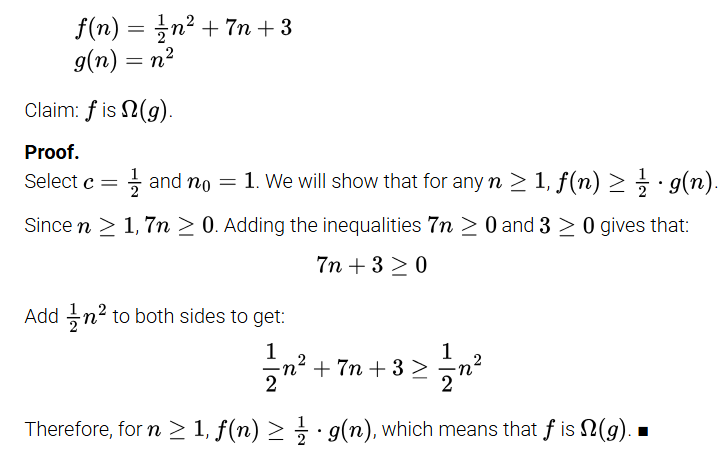 f(n) = ½n² + 7n + 3
g(n) = n²
Claim: f is Ω(g).
Proof.
Select c = ½ and n₀ = 1. We will show that for any n ≥ 1, f(n) ≥ ½ · g(n).
Since n ≥ 1, 7n ≥ 0. Adding the inequalities 7n ≥ 0 and 3 ≥ 0 gives that:
7n + 3 ≥ 0
Add ½n² to both sides to get:
½n² + 7n + 3 ≥ ½n²
Therefore, for n ≥ 1, f(n) ≥ ½ · g(n), which means that f is Ω(g). ■